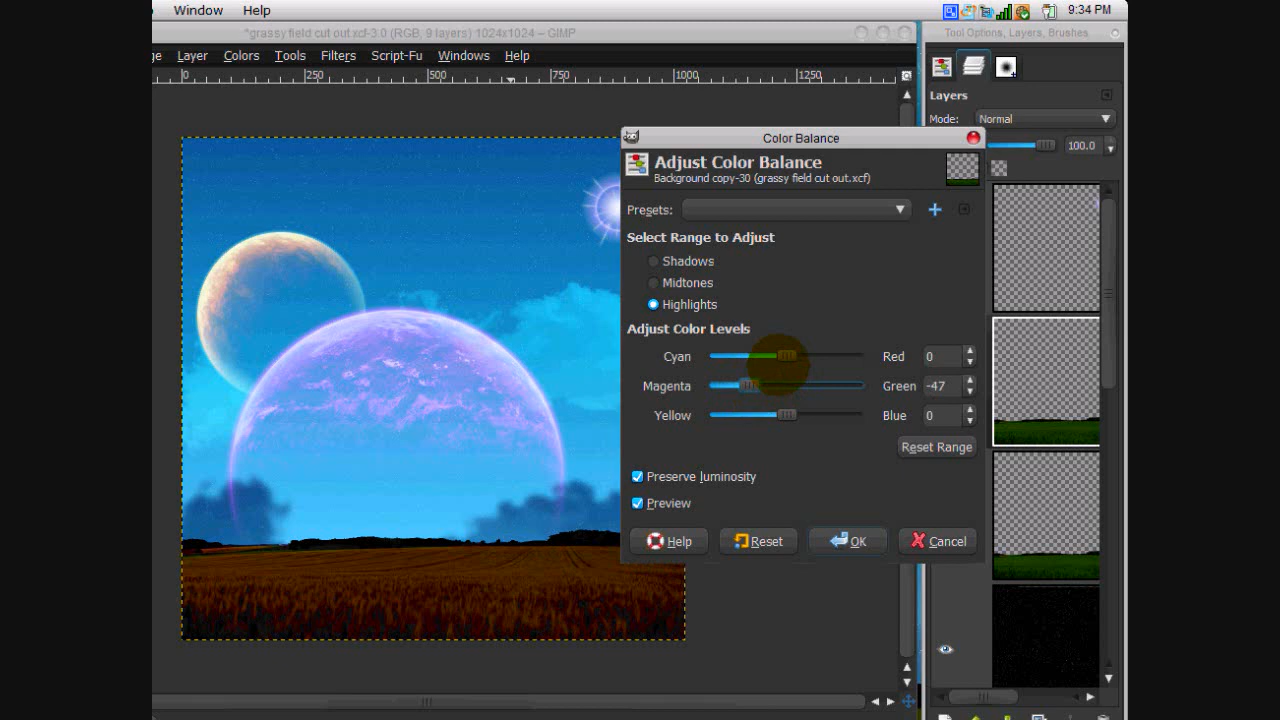 Window Help 9:34 PM
*grassy field cut out.xcf-3.0 (RGB, 9 layers) 1024x1024 – GIMP
Tool Options, Layers, Brushes
ge Layer Colors Tools Filters Script-Fu Windows Help
0 250 500 750 1000 1250
Layers
Mode: Normal
100.0
Color Balance
Adjust Color Balance
Background copy-30 (grassy field cut out.xcf)
Presets:
Select Range to Adjust
Shadows
Midtones
Highlights
Adjust Color Levels
Cyan Red 0
Magenta Green -47
Yellow Blue 0
Reset Range
Preserve luminosity
Preview
Help Reset OK Cancel